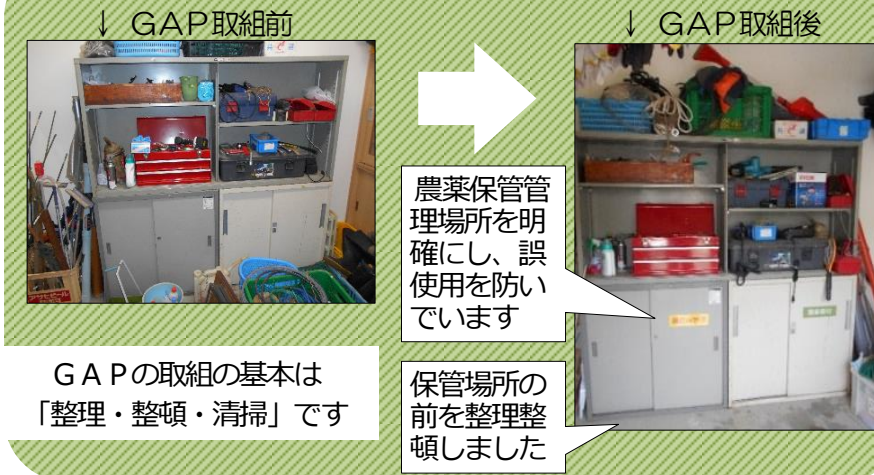 ↓ ＧＡＰ取組前
↓ ＧＡＰ取組後
農薬保管管
理場所を明
確にし、誤
使用を防い
でいます
ＧＡＰの取組の基本は
「整理・整頓・清掃」です
保管場所の
前を整理整
頓しました